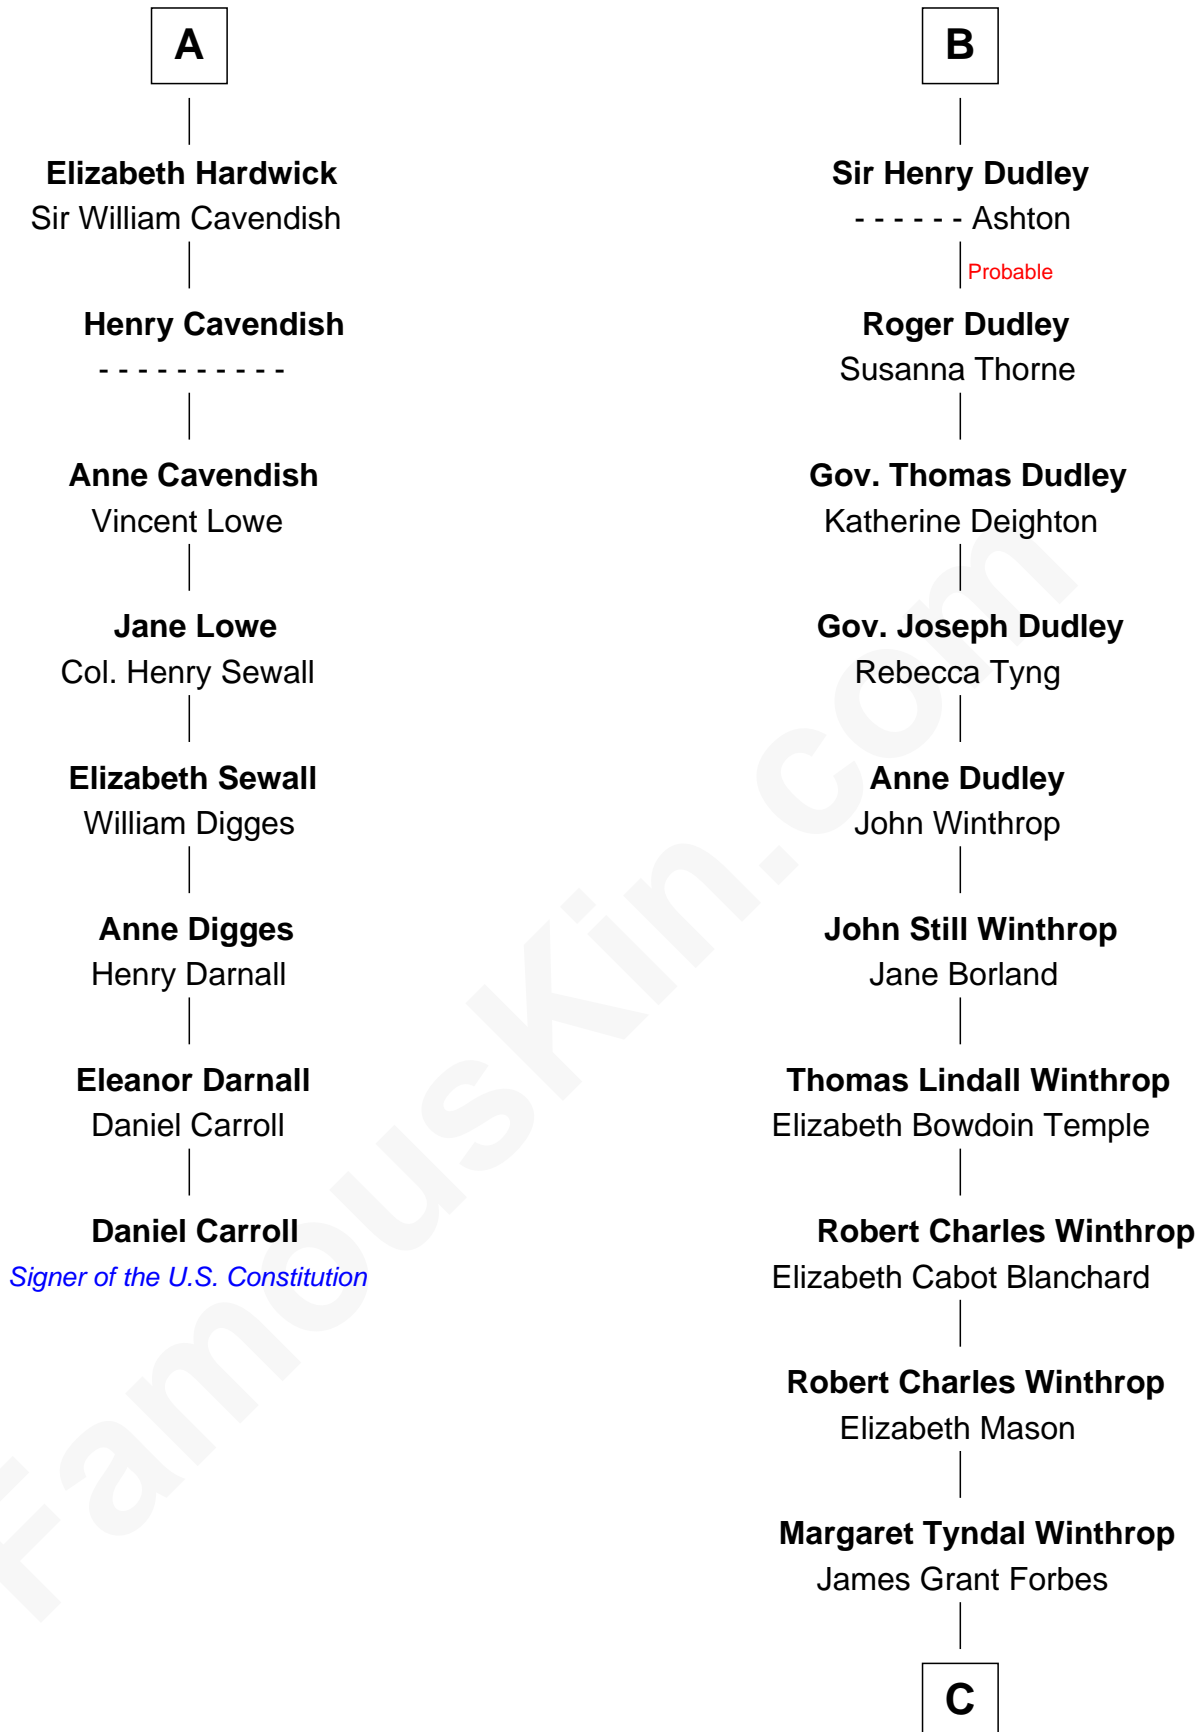 A
Elizabeth Hardwick
Sir William Cavendish
Henry Cavendish
- - - - - - - - - -
Anne Cavendish
Vincent Lowe
Jane Lowe
Col. Henry Sewall
Elizabeth Sewall
William Digges
Anne Digges
Henry Darnall
Eleanor Darnall
Daniel Carroll
Daniel Carroll
Signer of the U.S. Constitution
B
Sir Henry Dudley
- - - - - - Ashton
Probable
Roger Dudley
Susanna Thorne
Gov. Thomas Dudley
Katherine Deighton
Gov. Joseph Dudley
Rebecca Tyng
Anne Dudley
John Winthrop
John Still Winthrop
Jane Borland
Thomas Lindall Winthrop
Elizabeth Bowdoin Temple
Robert Charles Winthrop
Elizabeth Cabot Blanchard
Robert Charles Winthrop
Elizabeth Mason
Margaret Tyndal Winthrop
James Grant Forbes
C
FamousKin.com